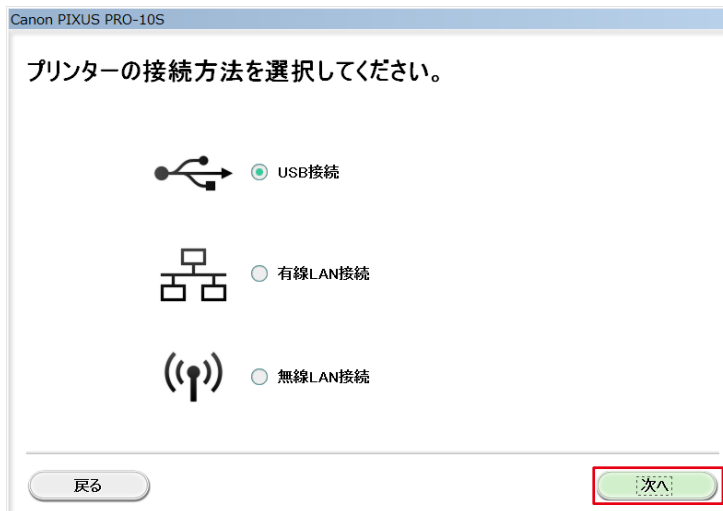 Canon PIXUS PRO-10S
プリンターの接続方法を選択してください。
USB接続
有線LAN接続
無線LAN接続
戻る
次へ